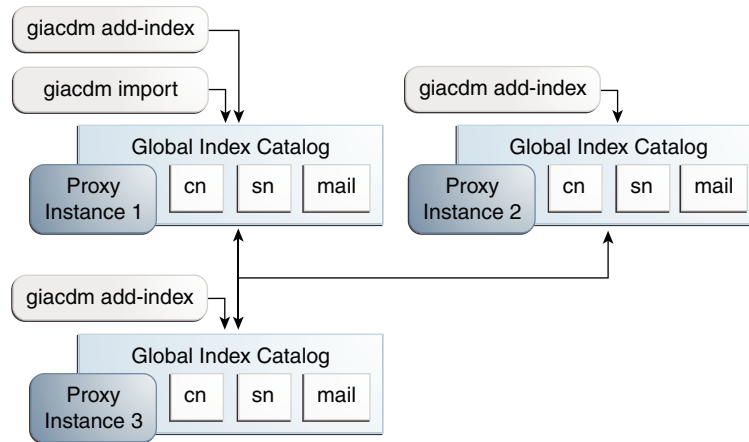 giacdm add-index
giacdm import
Global Index Catalog
Proxy
Instance 1
cn
sn
mail
giacdm add-index
Global Index Catalog
Proxy
Instance 2
cn
sn
mail
giacdm add-index
Global Index Catalog
Proxy
Instance 3
cn
sn
mail